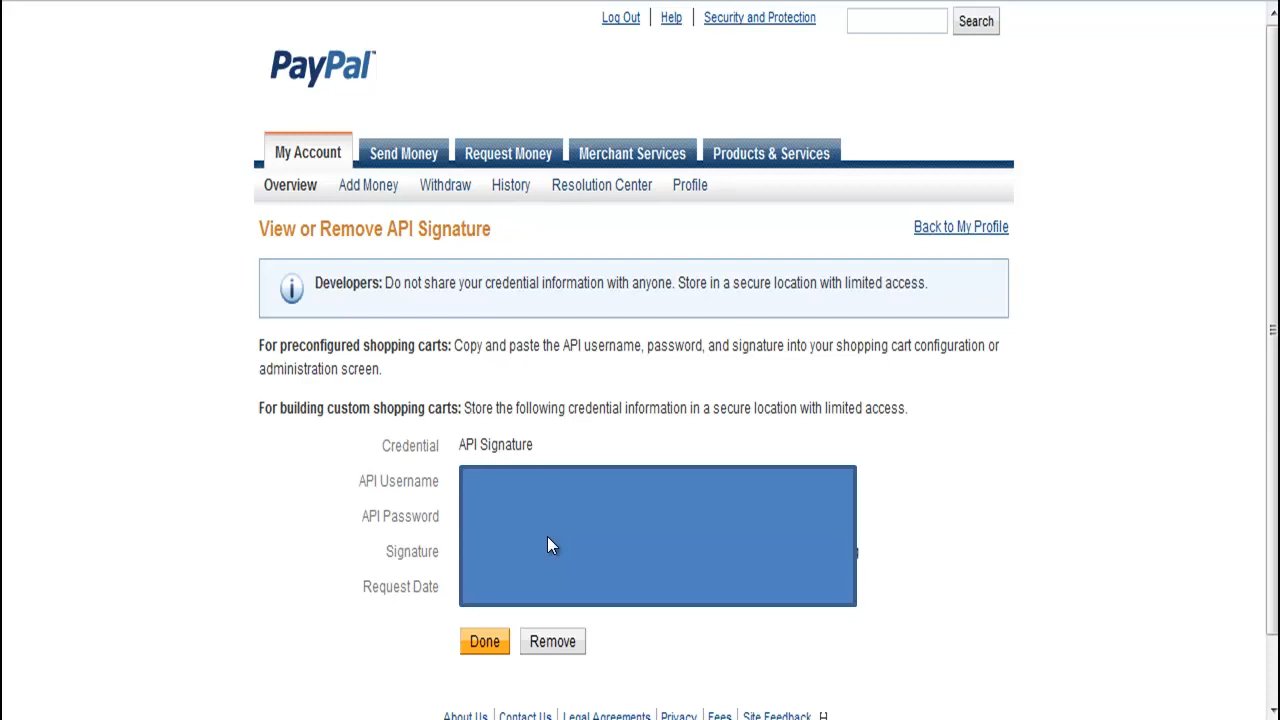 Log Out | Help | Security and Protection Search
PayPal™
My Account Send Money Request Money Merchant Services Products & Services
Overview Add Money Withdraw History Resolution Center Profile
View or Remove API Signature Back to My Profile
Developers: Do not share your credential information with anyone. Store in a secure location with limited access.
For preconfigured shopping carts: Copy and paste the API username, password, and signature into your shopping cart configuration or
administration screen.
For building custom shopping carts: Store the following credential information in a secure location with limited access.
Credential API Signature
API Username
API Password
Signature
Request Date
Done Remove
About Us | Contact Us | Legal Agreements | Privacy | Fees | Site Feedback